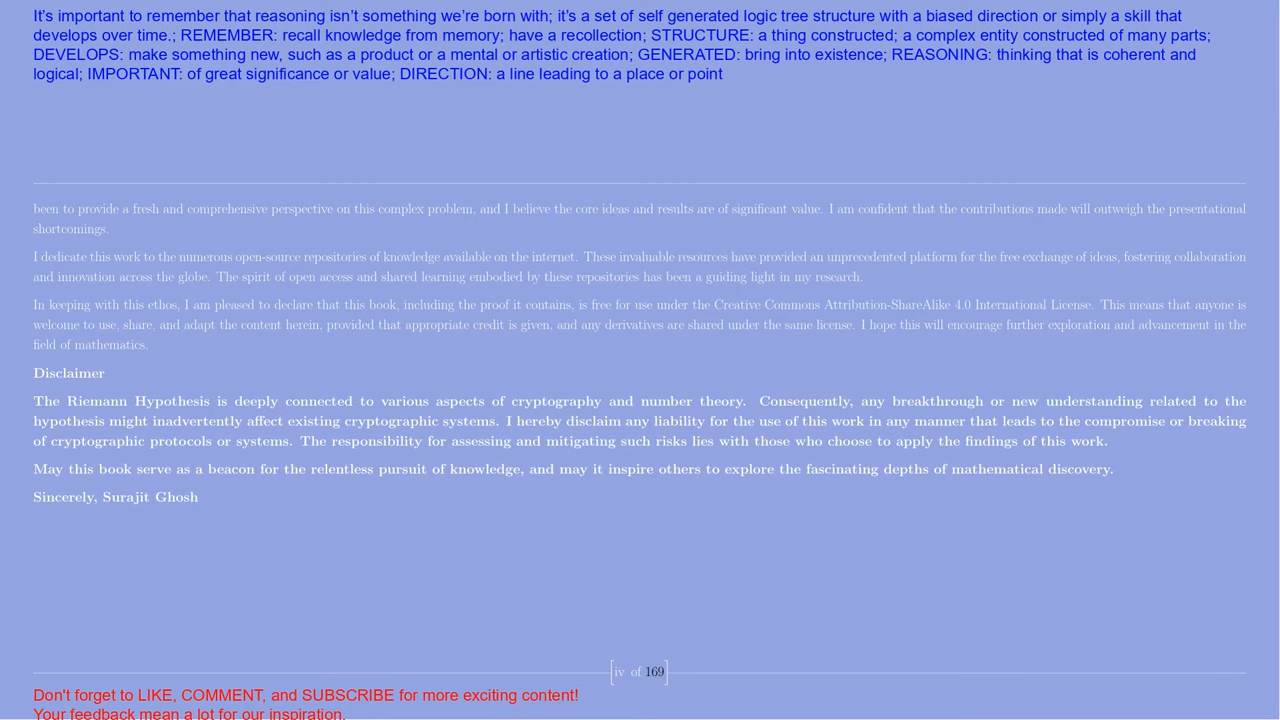 It's important to remember that reasoning isn't something we're born with; it's a set of self generated logic tree structure with a biased direction or simply a skill that
develops over time.; REMEMBER: recall knowledge from memory; have a recollection; STRUCTURE: a thing constructed; a complex entity constructed of many parts;
DEVELOPS: make something new, such as a product or a mental or artistic creation; GENERATED: bring into existence; REASONING: thinking that is coherent and
logical; IMPORTANT: of great significance or value; DIRECTION: a line leading to a place or point
been to provide a fresh and comprehensive perspective on this complex problem, and I believe the core ideas and results are of significant value. I am confident that the contributions made will outweigh the presentational
shortcomings.
I dedicate this work to the numerous open-source repositories of knowledge available on the internet. These invaluable resources have provided an unprecedented platform for the free exchange of ideas, fostering collaboration
and innovation across the globe. The spirit of open access and shared learning embodied by these repositories has been a guiding light in my research.
In keeping with this ethos, I am pleased to declare that this book, including the proof it contains, is free for use under the Creative Commons Attribution-ShareAlike 4.0 International License. This means that anyone is
welcome to use, share, and adapt the content herein, provided that appropriate credit is given, and any derivatives are shared under the same license. I hope this will encourage further exploration and advancement in the
field of mathematics.
Disclaimer
The Riemann Hypothesis is deeply connected to various aspects of cryptography and number theory. Consequently, any breakthrough or new understanding related to the
hypothesis might inadvertently affect existing cryptographic systems. I hereby disclaim any liability for the use of this work in any manner that leads to the compromise or breaking
of cryptographic protocols or systems. The responsibility for assessing and mitigating such risks lies with those who choose to apply the findings of this work.
May this book serve as a beacon for the relentless pursuit of knowledge, and may it inspire others to explore the fascinating depths of mathematical discovery.
Sincerely, Surajit Ghosh
[iv of 169]
Don't forget to LIKE, COMMENT, and SUBSCRIBE for more exciting content!
Your feedback mean a lot for our inspiration.